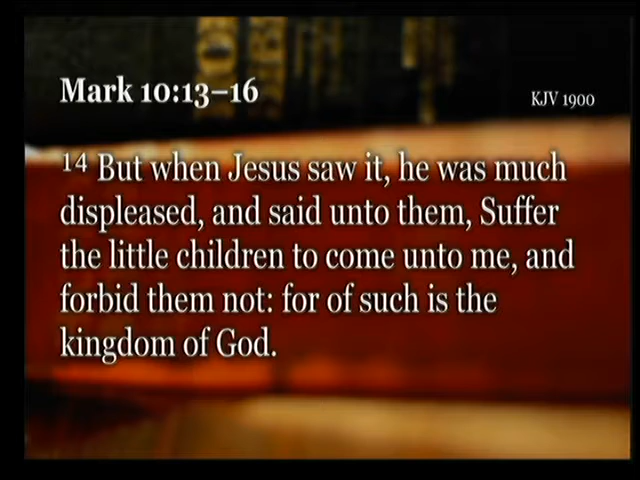 Mark 10:13–16
KJV 1900
14 But when Jesus saw it, he was much
displeased, and said unto them, Suffer
the little children to come unto me, and
forbid them not: for of such is the
kingdom of God.